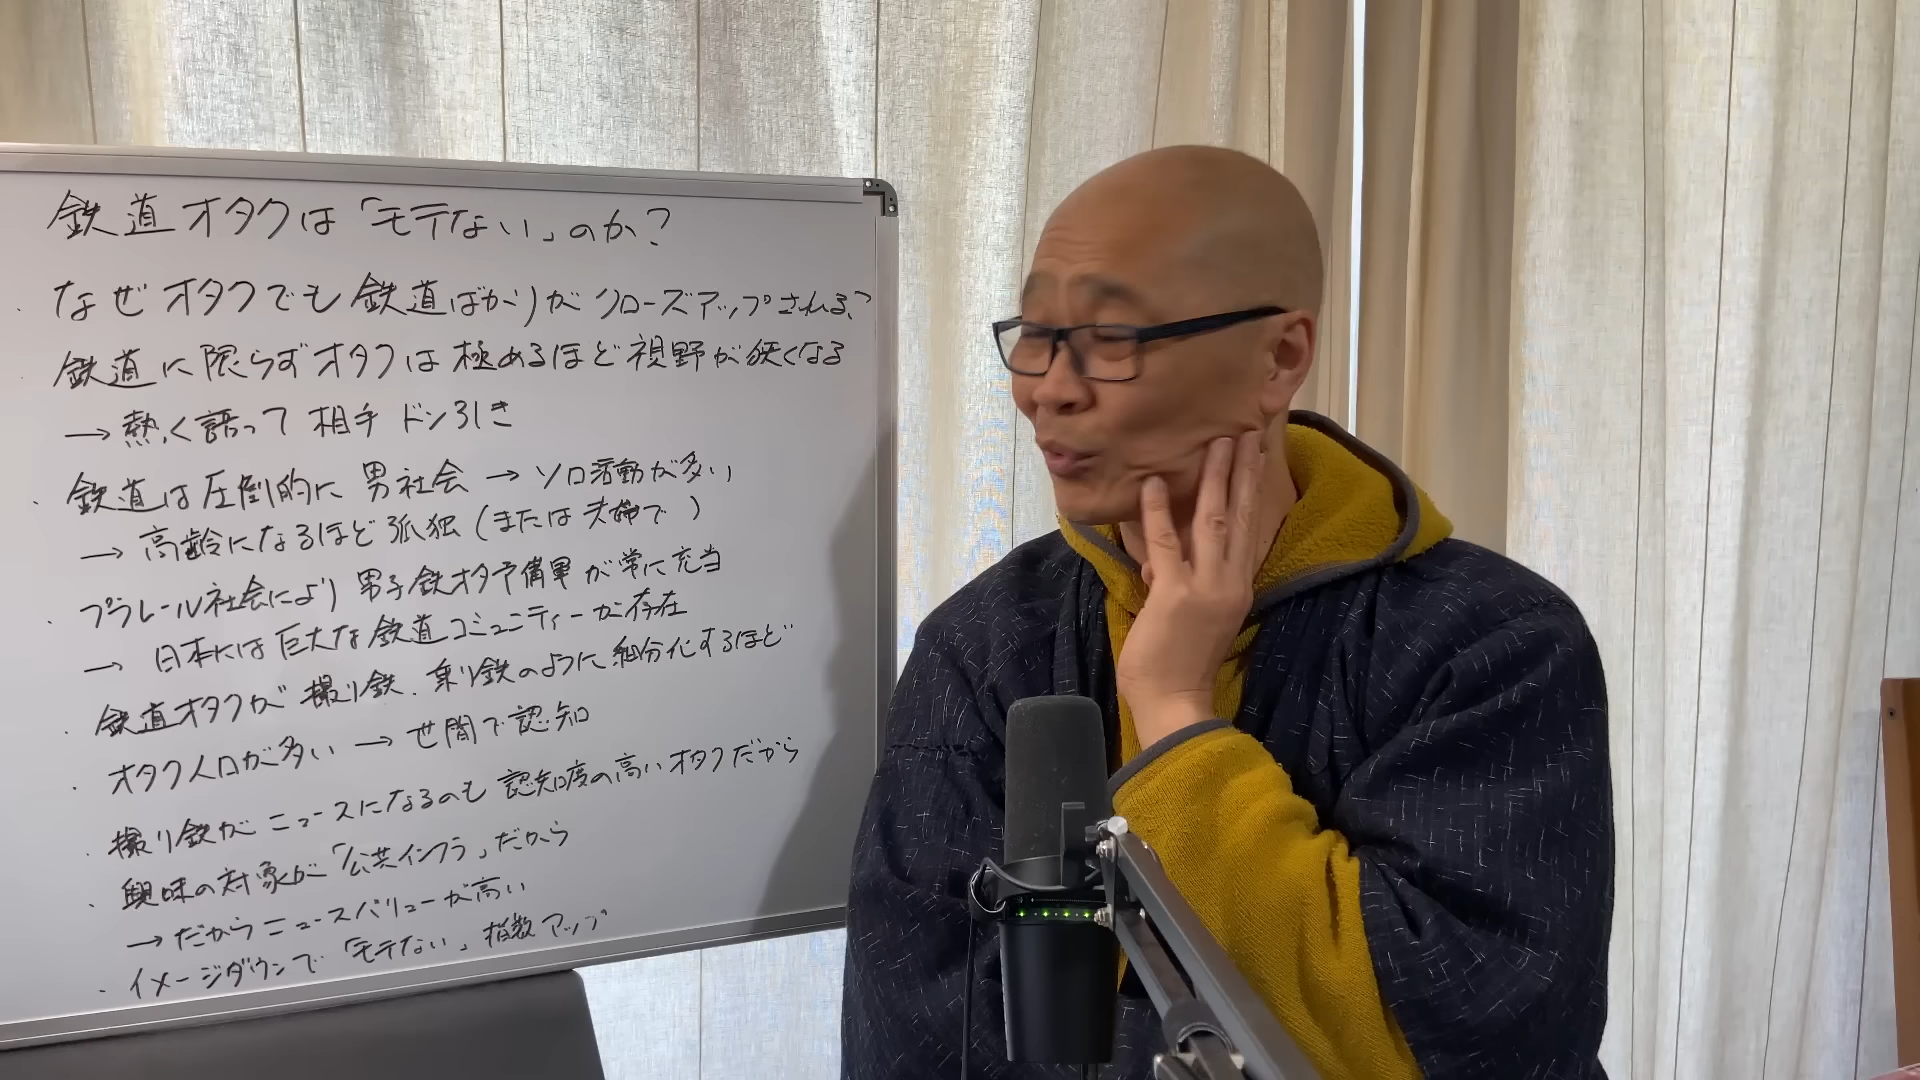 鉄道オタクは「モテない」のか?
・なぜオタクでも鉄道ばかりがクローズアップされる?
・鉄道に限らずオタクは極めるほど視野が狭くなる
→熱く語って相手ドン引き
・鉄道は圧倒的に男社会→ソロ活動が多い
→高齢になるほど孤独(または夫婦で)
・プラレール社会により男子鉄オタ予備軍が常に充当
→日本には巨大な鉄道コミュニティーが存在
・鉄道オタクが撮り鉄、乗り鉄のように細分化するほど
・オタク人口が多い→世間で認知
・撮り鉄がニュースになるのも認知度の高いオタクだから
・興味の対象が「公共インフラ」だから
→だからニュースバリューが高い
・イメージダウンで「モテない」指数アップ